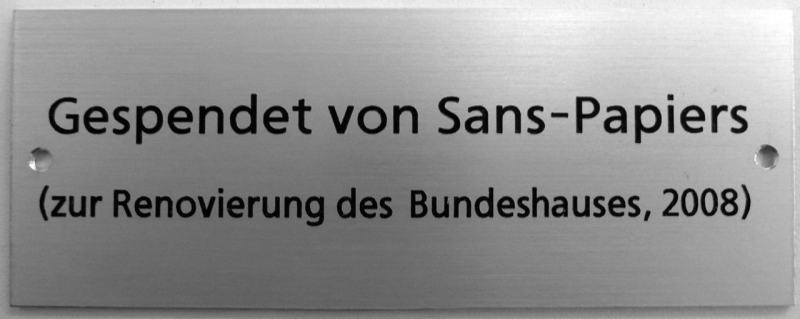 Gespendet von Sans-Papiers
(zur Renovierung des Bundeshauses, 2008)